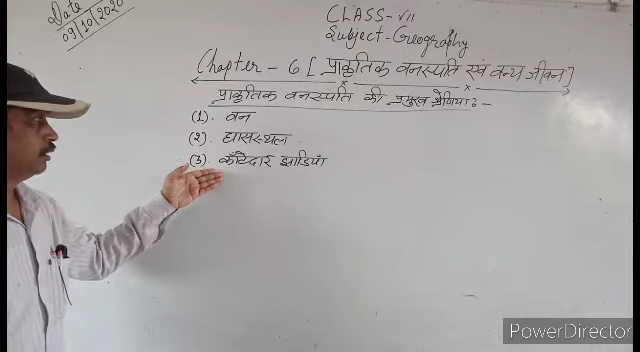 Date
09/10/2020
CLASS-VII
Subject-Geography
Chapter - 6 [ प्राकृतिक वनस्पति एवं वन्य जीवन ]
प्राकृतिक वनस्पति की प्रमुख श्रेणियाँ :-
(1). वन
(2). घासस्थल
(3). काँटेदार झाडियाँ
PowerDirector